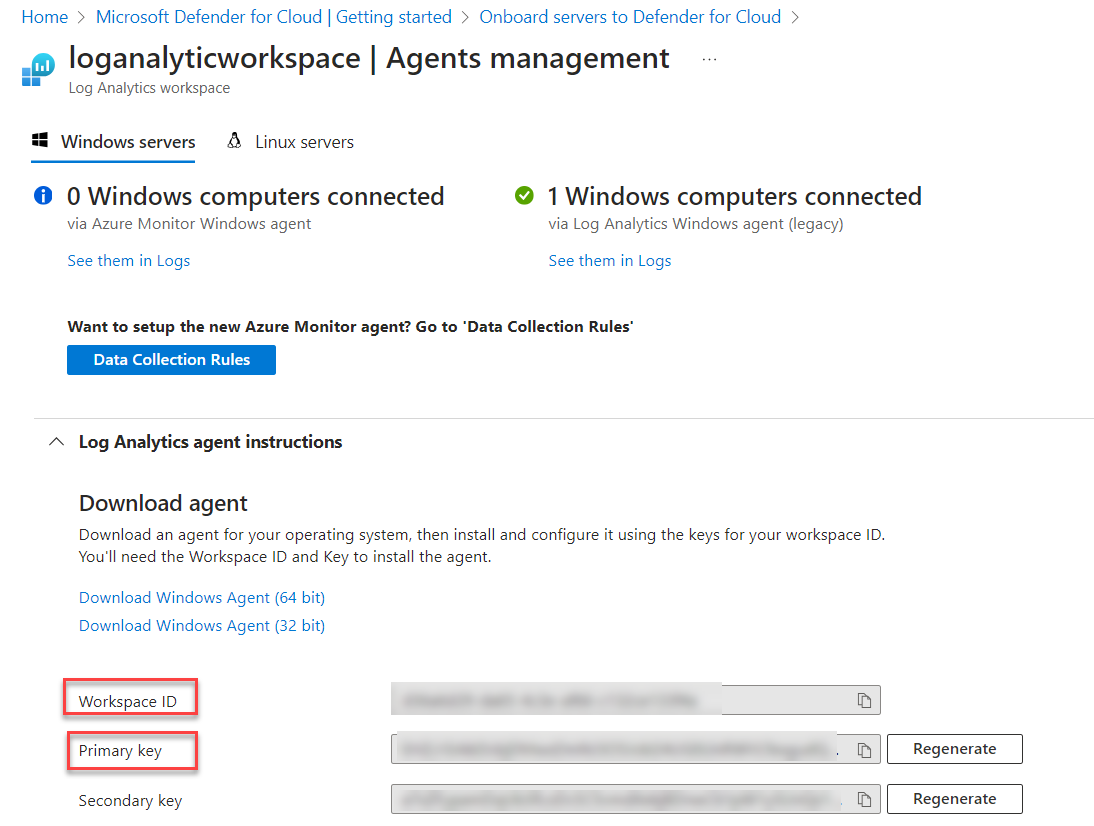 Home > Microsoft Defender for Cloud | Getting started > Onboard servers to Defender for Cloud >
loganalyticworkspace | Agents management ...
Log Analytics workspace
Windows servers Linux servers
0 Windows computers connected 1 Windows computers connected
via Azure Monitor Windows agent via Log Analytics Windows agent (legacy)
See them in Logs See them in Logs
Want to setup the new Azure Monitor agent? Go to 'Data Collection Rules'
Data Collection Rules
Log Analytics agent instructions
Download agent
Download an agent for your operating system, then install and configure it using the keys for your workspace ID.
You'll need the Workspace ID and Key to install the agent.
Download Windows Agent (64 bit)
Download Windows Agent (32 bit)
Workspace ID
Primary key Regenerate
Secondary key Regenerate